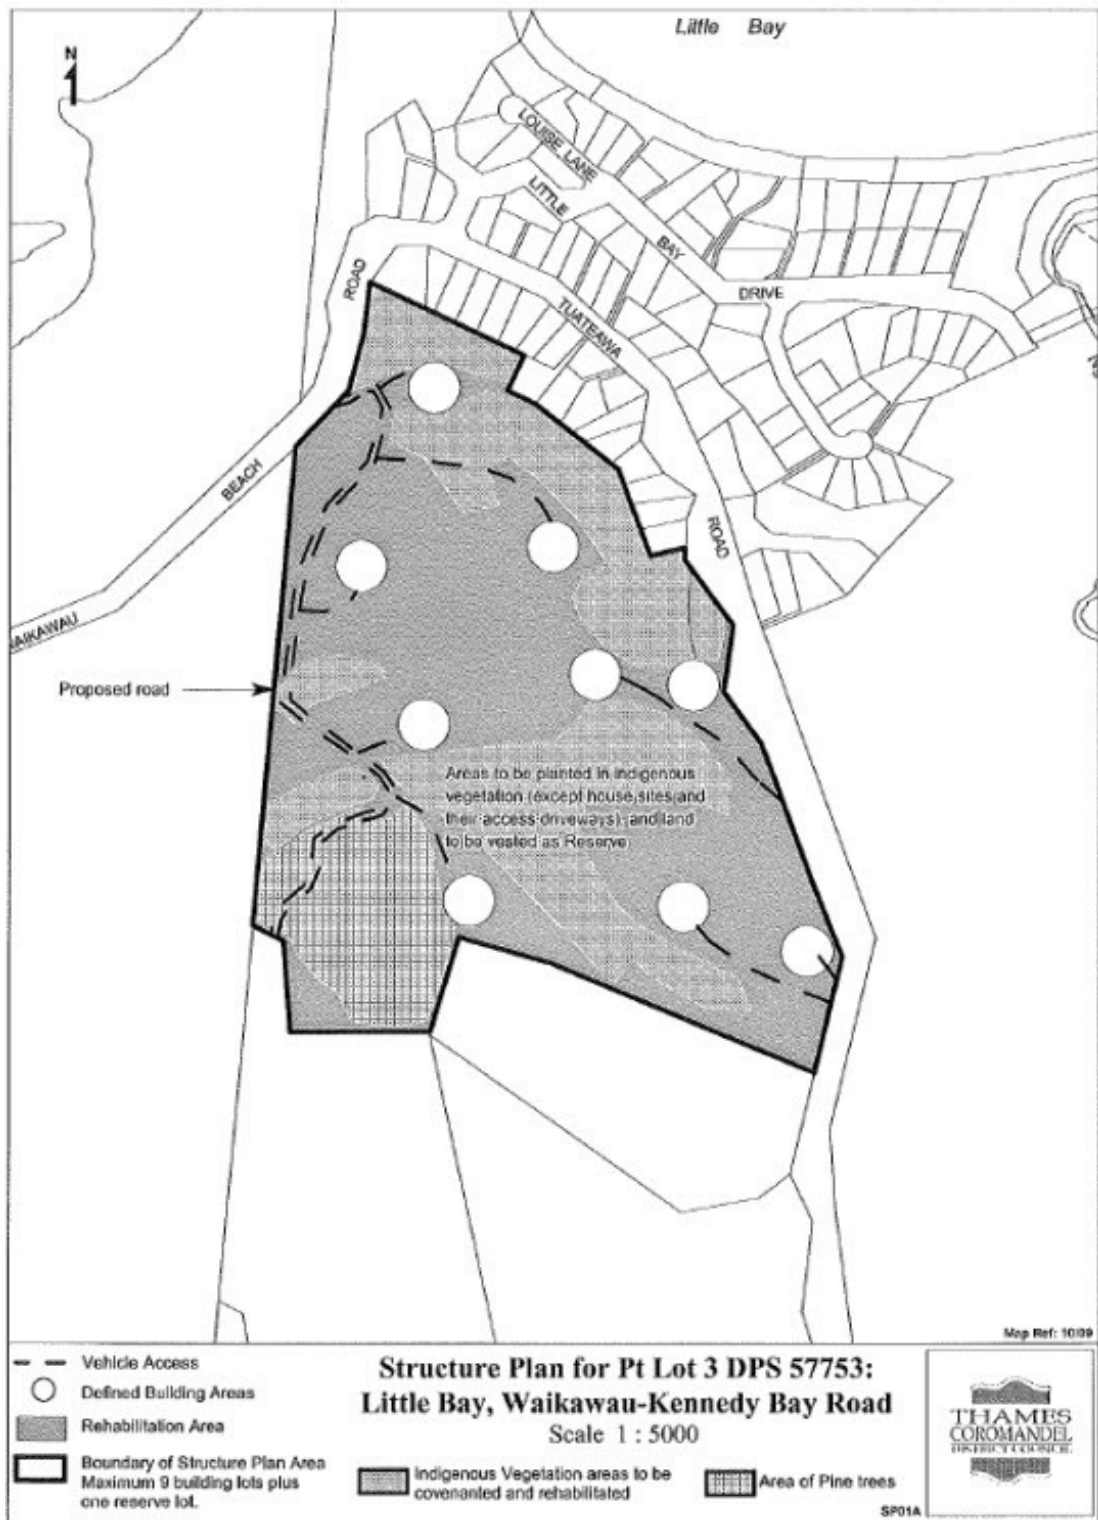 Little Bay
N
LOUISE LANE
LITTLE
BAY
DRIVE
ROAD
TUATEAWA
BEACH
ROAD
Proposed road
Areas to be planted in indigenous
vegetation (except house sites and
their access driveways), and land
to be vested as Reserve
Map Ref: 10/09
Vehicle Access
Defined Building Areas
Rehabilitation Area
Boundary of Structure Plan Area
Maximum 9 building lots plus
one reserve lot.
Structure Plan for Pt Lot 3 DPS 57753:
Little Bay, Waikawau-Kennedy Bay Road
Scale 1 : 5000
Indigenous Vegetation areas to be
covenanted and rehabilitated
Area of Pine trees
THAMES
COROMANDEL
DISTRICT COUNCIL
SP01A